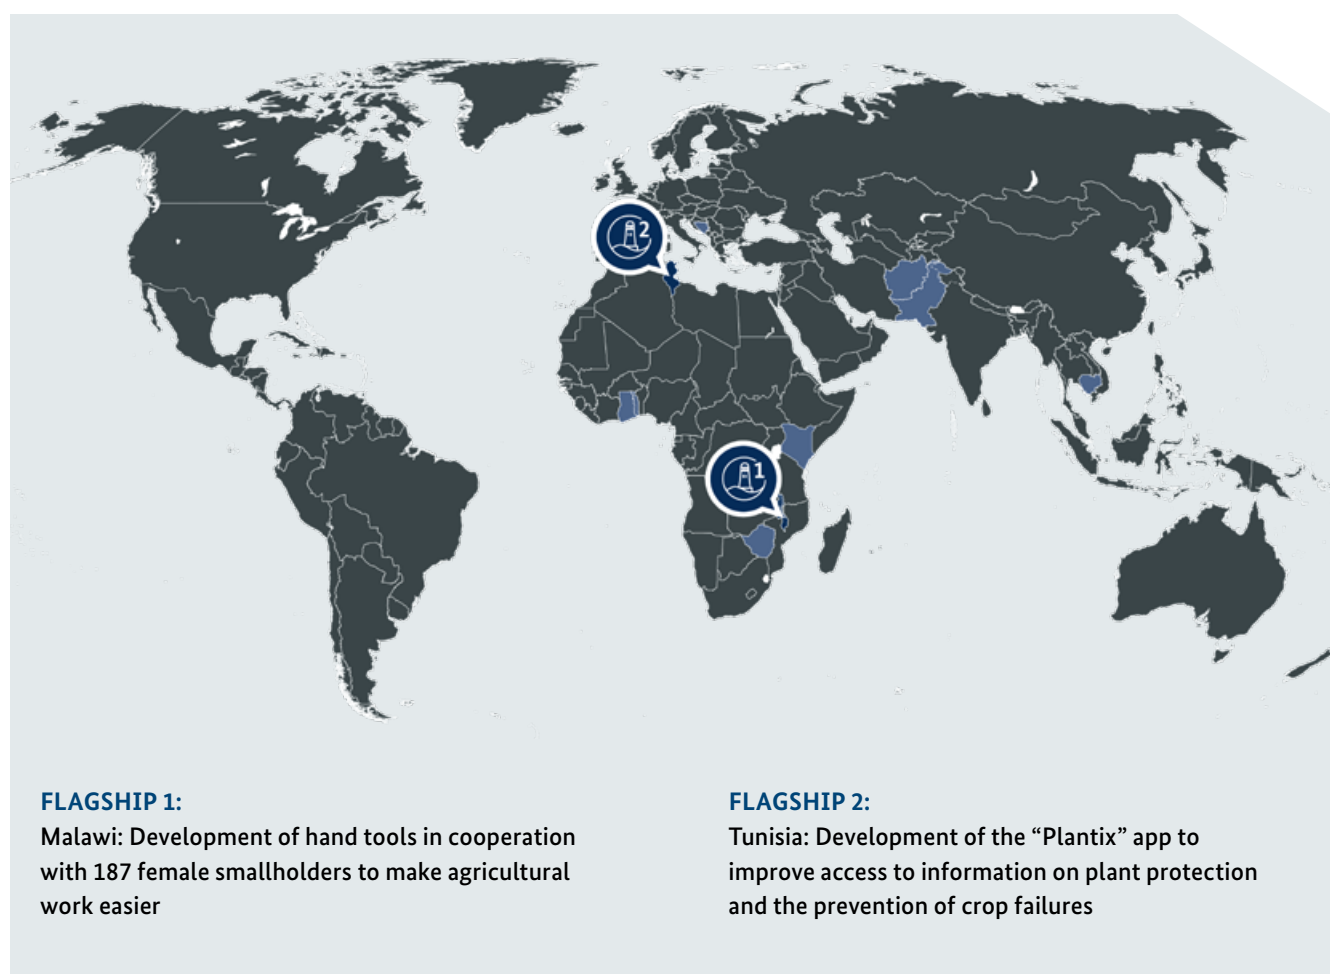 2
1
FLAGSHIP 1:
Malawi: Development of hand tools in cooperation
with 187 female smallholders to make agricultural
work easier
FLAGSHIP 2:
Tunisia: Development of the “Plantix” app to
improve access to information on plant protection
and the prevention of crop failures